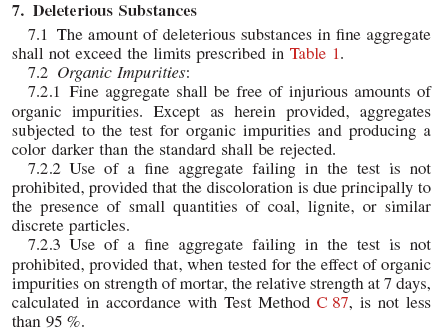 7. Deleterious Substances
7.1 The amount of deleterious substances in fine aggregate
shall not exceed the limits prescribed in Table 1.
7.2 Organic Impurities:
7.2.1 Fine aggregate shall be free of injurious amounts of
organic impurities. Except as herein provided, aggregates
subjected to the test for organic impurities and producing a
color darker than the standard shall be rejected.
7.2.2 Use of a fine aggregate failing in the test is not
prohibited, provided that the discoloration is due principally to
the presence of small quantities of coal, lignite, or similar
discrete particles.
7.2.3 Use of a fine aggregate failing in the test is not
prohibited, provided that, when tested for the effect of organic
impurities on strength of mortar, the relative strength at 7 days,
calculated in accordance with Test Method C 87, is not less
than 95 %.